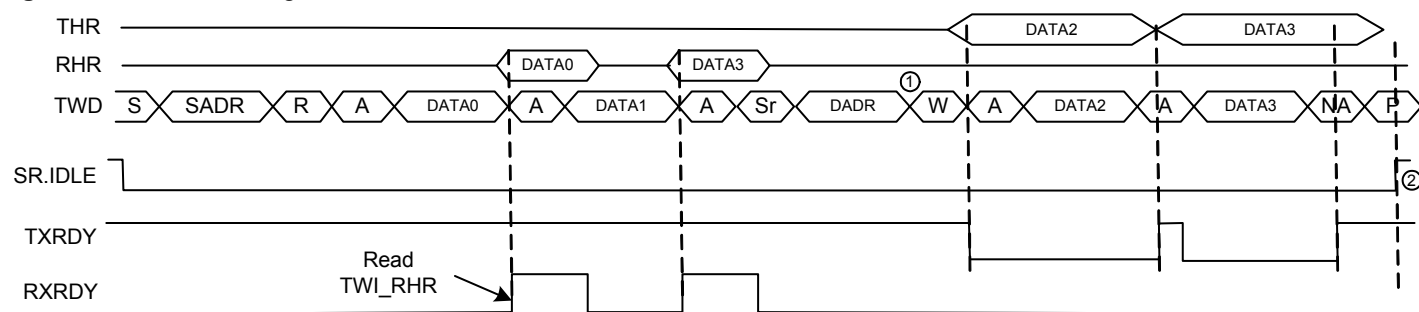 THR DATA2 DATA3
RHR DATA0 DATA3
①
TWD S SADR R A DATA0 A DATA1 A Sr DADR W A DATA2 A DATA3 NA P
SR.IDLE ②
TXRDY
Read
TWI_RHR
RXRDY